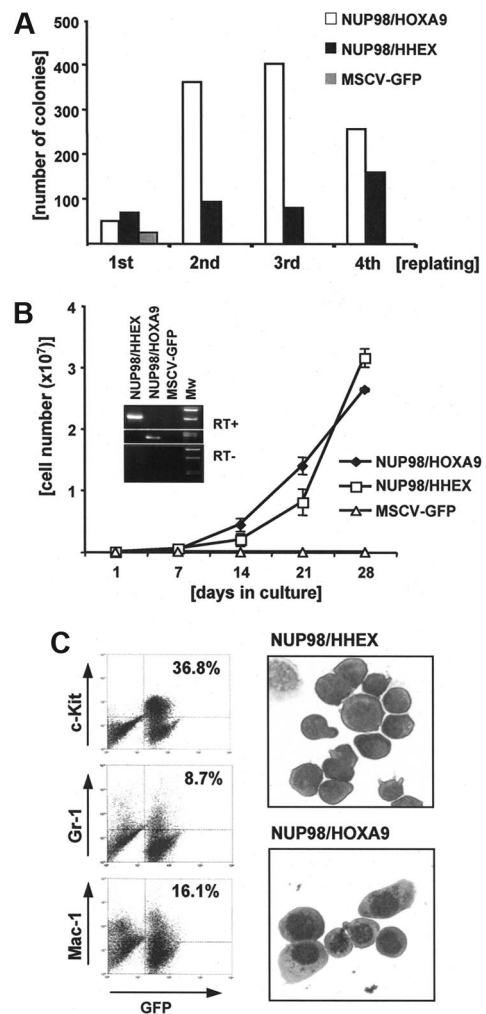 A
[number of colonies]
500
400
300
200
100
NUP98/HOXA9
NUP98/HHEX
MSCV-GFP
1st 2nd 3rd 4th [replating]
B
[cell number (x10⁷)]
4
3
2
1
NUP98/HHEX
NUP98/HOXA9
MSCV-GFP
Mw
RT+
RT-
NUP98/HOXA9
NUP98/HHEX
MSCV-GFP
1 7 14 21 28
[days in culture]
C
NUP98/HHEX
c-Kit
36.8%
Gr-1
8.7%
NUP98/HOXA9
Mac-1
16.1%
GFP